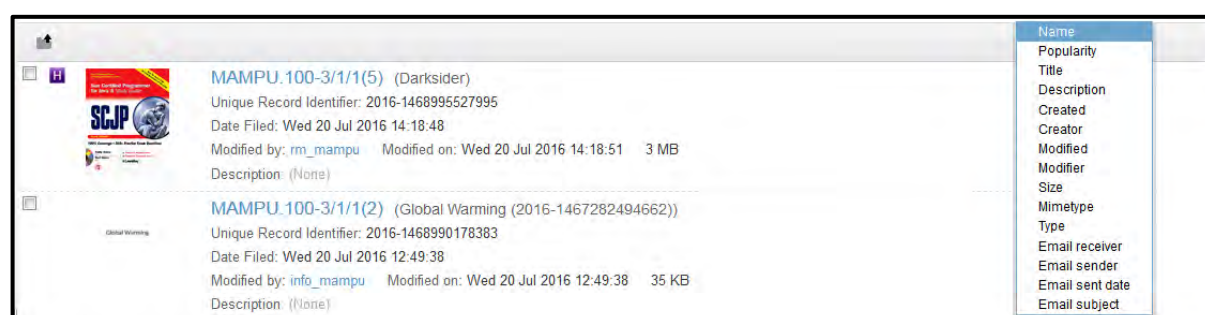 H
MAMPU.100-3/1/1(5) (Darksider)
Unique Record Identifier: 2016-1468995527995
Date Filed: Wed 20 Jul 2016 14:18:48
Modified by: rm_mampu Modified on: Wed 20 Jul 2016 14:18:51 3 MB
Description: (None)
SCJP
MAMPU.100-3/1/1(2) (Global Warming (2016-1467282494662))
Global Warming
Unique Record Identifier: 2016-1468990178383
Date Filed: Wed 20 Jul 2016 12:49:38
Modified by: info_mampu Modified on: Wed 20 Jul 2016 12:49:38 35 KB
Description: (None)
Name
Popularity
Title
Description
Created
Creator
Modified
Modifier
Size
Mimetype
Type
Email receiver
Email sender
Email sent date
Email subject